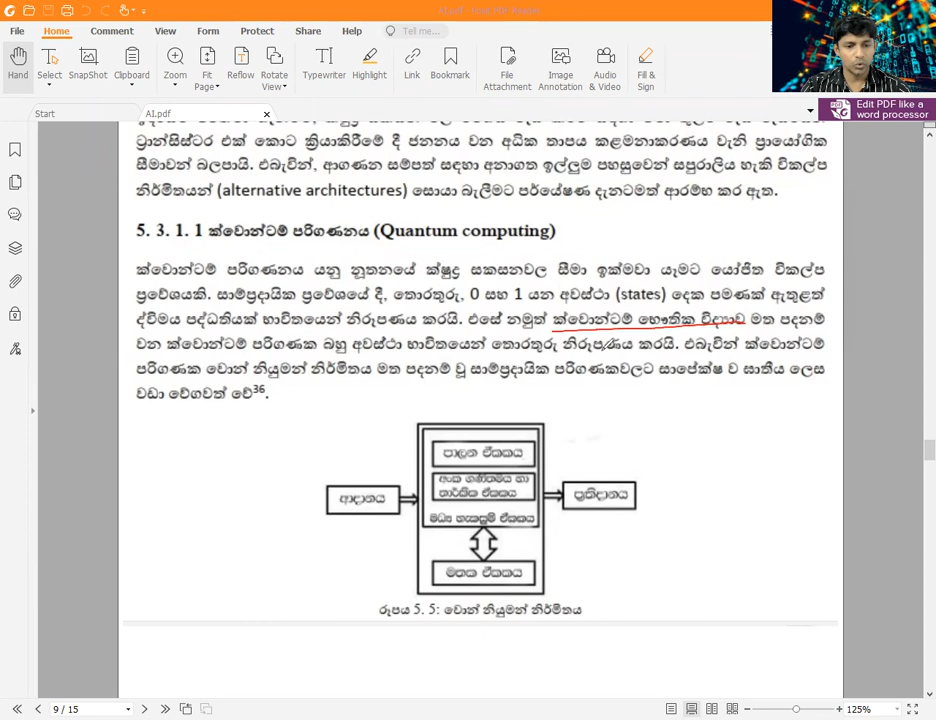 AI.pdf - Foxit PDF Reader
File Home Comment View Form Protect Share Help Tell me...
Hand Select SnapShot Clipboard Zoom Fit Page Reflow Rotate View Typewriter Highlight Link Bookmark File Attachment Image Annotation Audio & Video Fill & Sign
Start AI.pdf
Edit PDF like a word processor
ට්‍රාන්සිස්ටර එක් කොට ක්‍රියාකිරීමේ දී ජනනය වන අධික තාපය කළමනාකරණය වැනි ප්‍රායෝගික
සීමාවන් බලපායි. එබැවින්, ආගණන සම්පත් සඳහා අනාගත ඉල්ලුම පහසුවෙන් සපුරාලිය හැකි විකල්ප
නිර්මිතයන් (alternative architectures) සොයා බැලීමට පර්යේෂණ දැනටමත් ආරම්භ කර ඇත.
5. 3. 1. 1 ක්වොන්ටම් පරිගණනය (Quantum computing)
ක්වොන්ටම් පරිගණනය යනු නූතනයේ ක්ෂුද්‍ර සකසනවල සීමා ඉක්මවා යෑමට යෝජිත විකල්ප
ප්‍රවේශයකි. සාම්ප්‍රදායික ප්‍රවේශයේ දී, තොරතුරු, 0 සහ 1 යන අවස්ථා (states) දෙක පමණක් ඇතුළත්
ද්විමය පද්ධතියක් භාවිතයෙන් නිරූපණය කරයි. එසේ නමුත් ක්වොන්ටම් භෞතික විද්‍යාව මත පදනම්
වන ක්වොන්ටම් පරිගණක බහු අවස්ථා භාවිතයෙන් තොරතුරු නිරූපණය කරයි. එබැවින් ක්වොන්ටම්
පරිගණක වොන් නියුමන් නිර්මිතය මත පදනම් වූ සාම්ප්‍රදායික පරිගණකවලට සාපේක්ෂ ව ඝාතීය ලෙස
වඩා වේගවත් වේ36.
පාලන ඒකකය
අංක ගණිතමය හා
තාර්කික ඒකකය
ආදානය
ප්‍රතිදානය
මධ්‍ය සැකසුම් ඒකකය
මතක ඒකකය
රූපය 5. 5: වොන් නියුමන් නිර්මිතය
9 / 15
125%